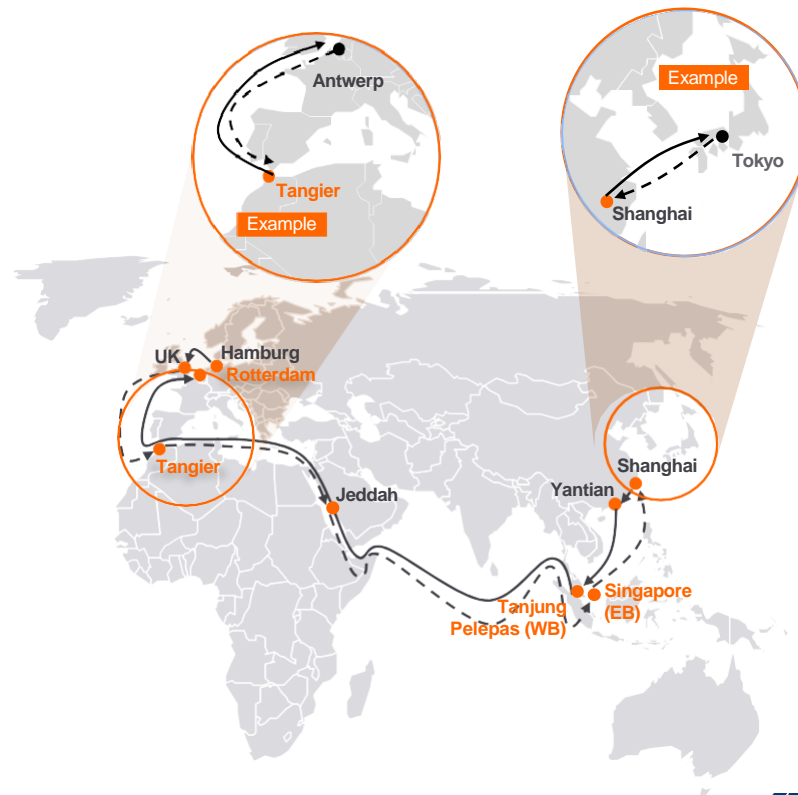 Antwerp
Tangier
Example
Example
Tokyo
Shanghai
UK
Hamburg
Rotterdam
Tangier
Jeddah
Shanghai
Yantian
Tanjung
Pelepas (WB)
Singapore
(EB)